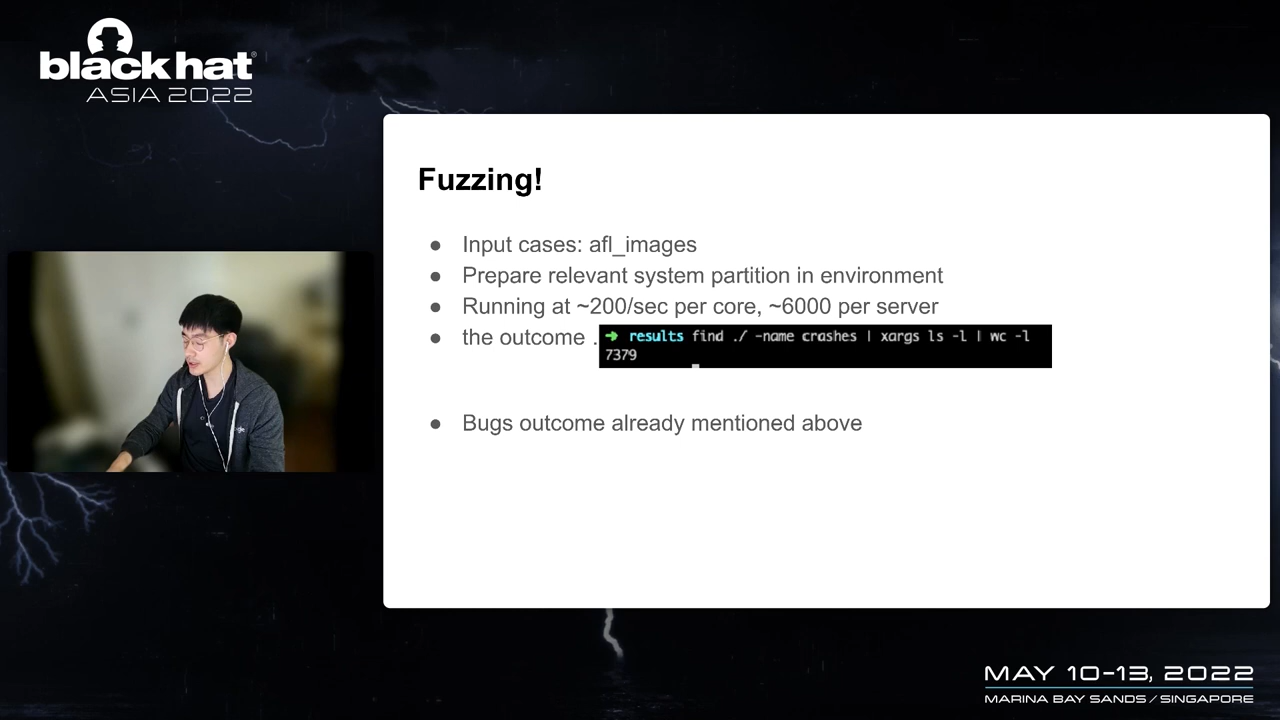 black hat®
ASIA 2022
Fuzzing!
● Input cases: afl_images
● Prepare relevant system partition in environment
● Running at ~200/sec per core, ~6000 per server
● the outcome .
➜ results find ./ -name crashes | xargs ls -l | wc -l
7379
● Bugs outcome already mentioned above
MAY 10-13, 2022
MARINA BAY SANDS / SINGAPORE